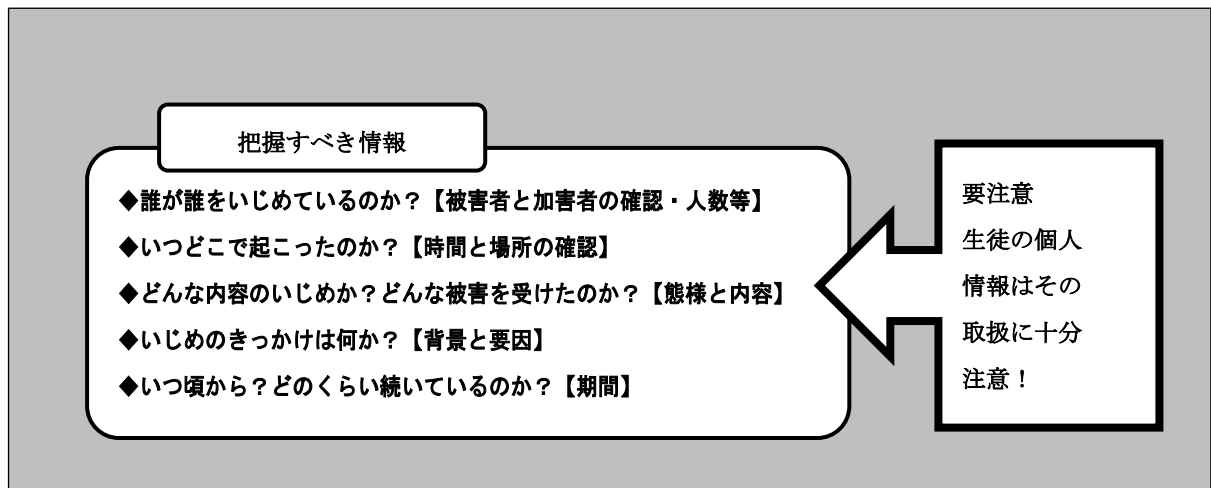 把握すべき情報
◆誰が誰をいじめているのか？【被害者と加害者の確認・人数等】
◆いつどこで起こったのか？【時間と場所の確認】
◆どんな内容のいじめか？どんな被害を受けたのか？【態様と内容】
◆いじめのきっかけは何か？【背景と要因】
◆いつ頃から？どのくらい続いているのか？【期間】
要注意
生徒の個人
情報はその
取扱に十分
注意！